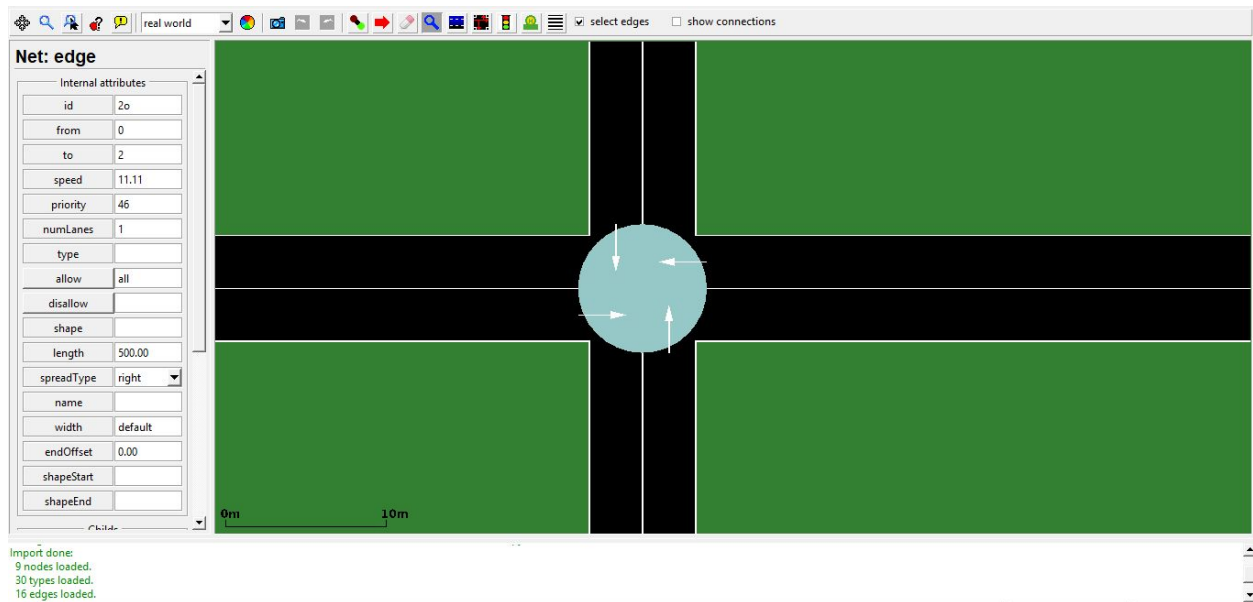 real world
select edges
show connections
Net: edge
Internal attributes
id 2o
from 0
to 2
speed 11.11
priority 46
numLanes 1
type
allow all
disallow
shape
length 500.00
spreadType right
name
width default
endOffset 0.00
shapeStart
shapeEnd
Childs
0m 10m
Import done:
9 nodes loaded.
30 types loaded.
16 edges loaded.